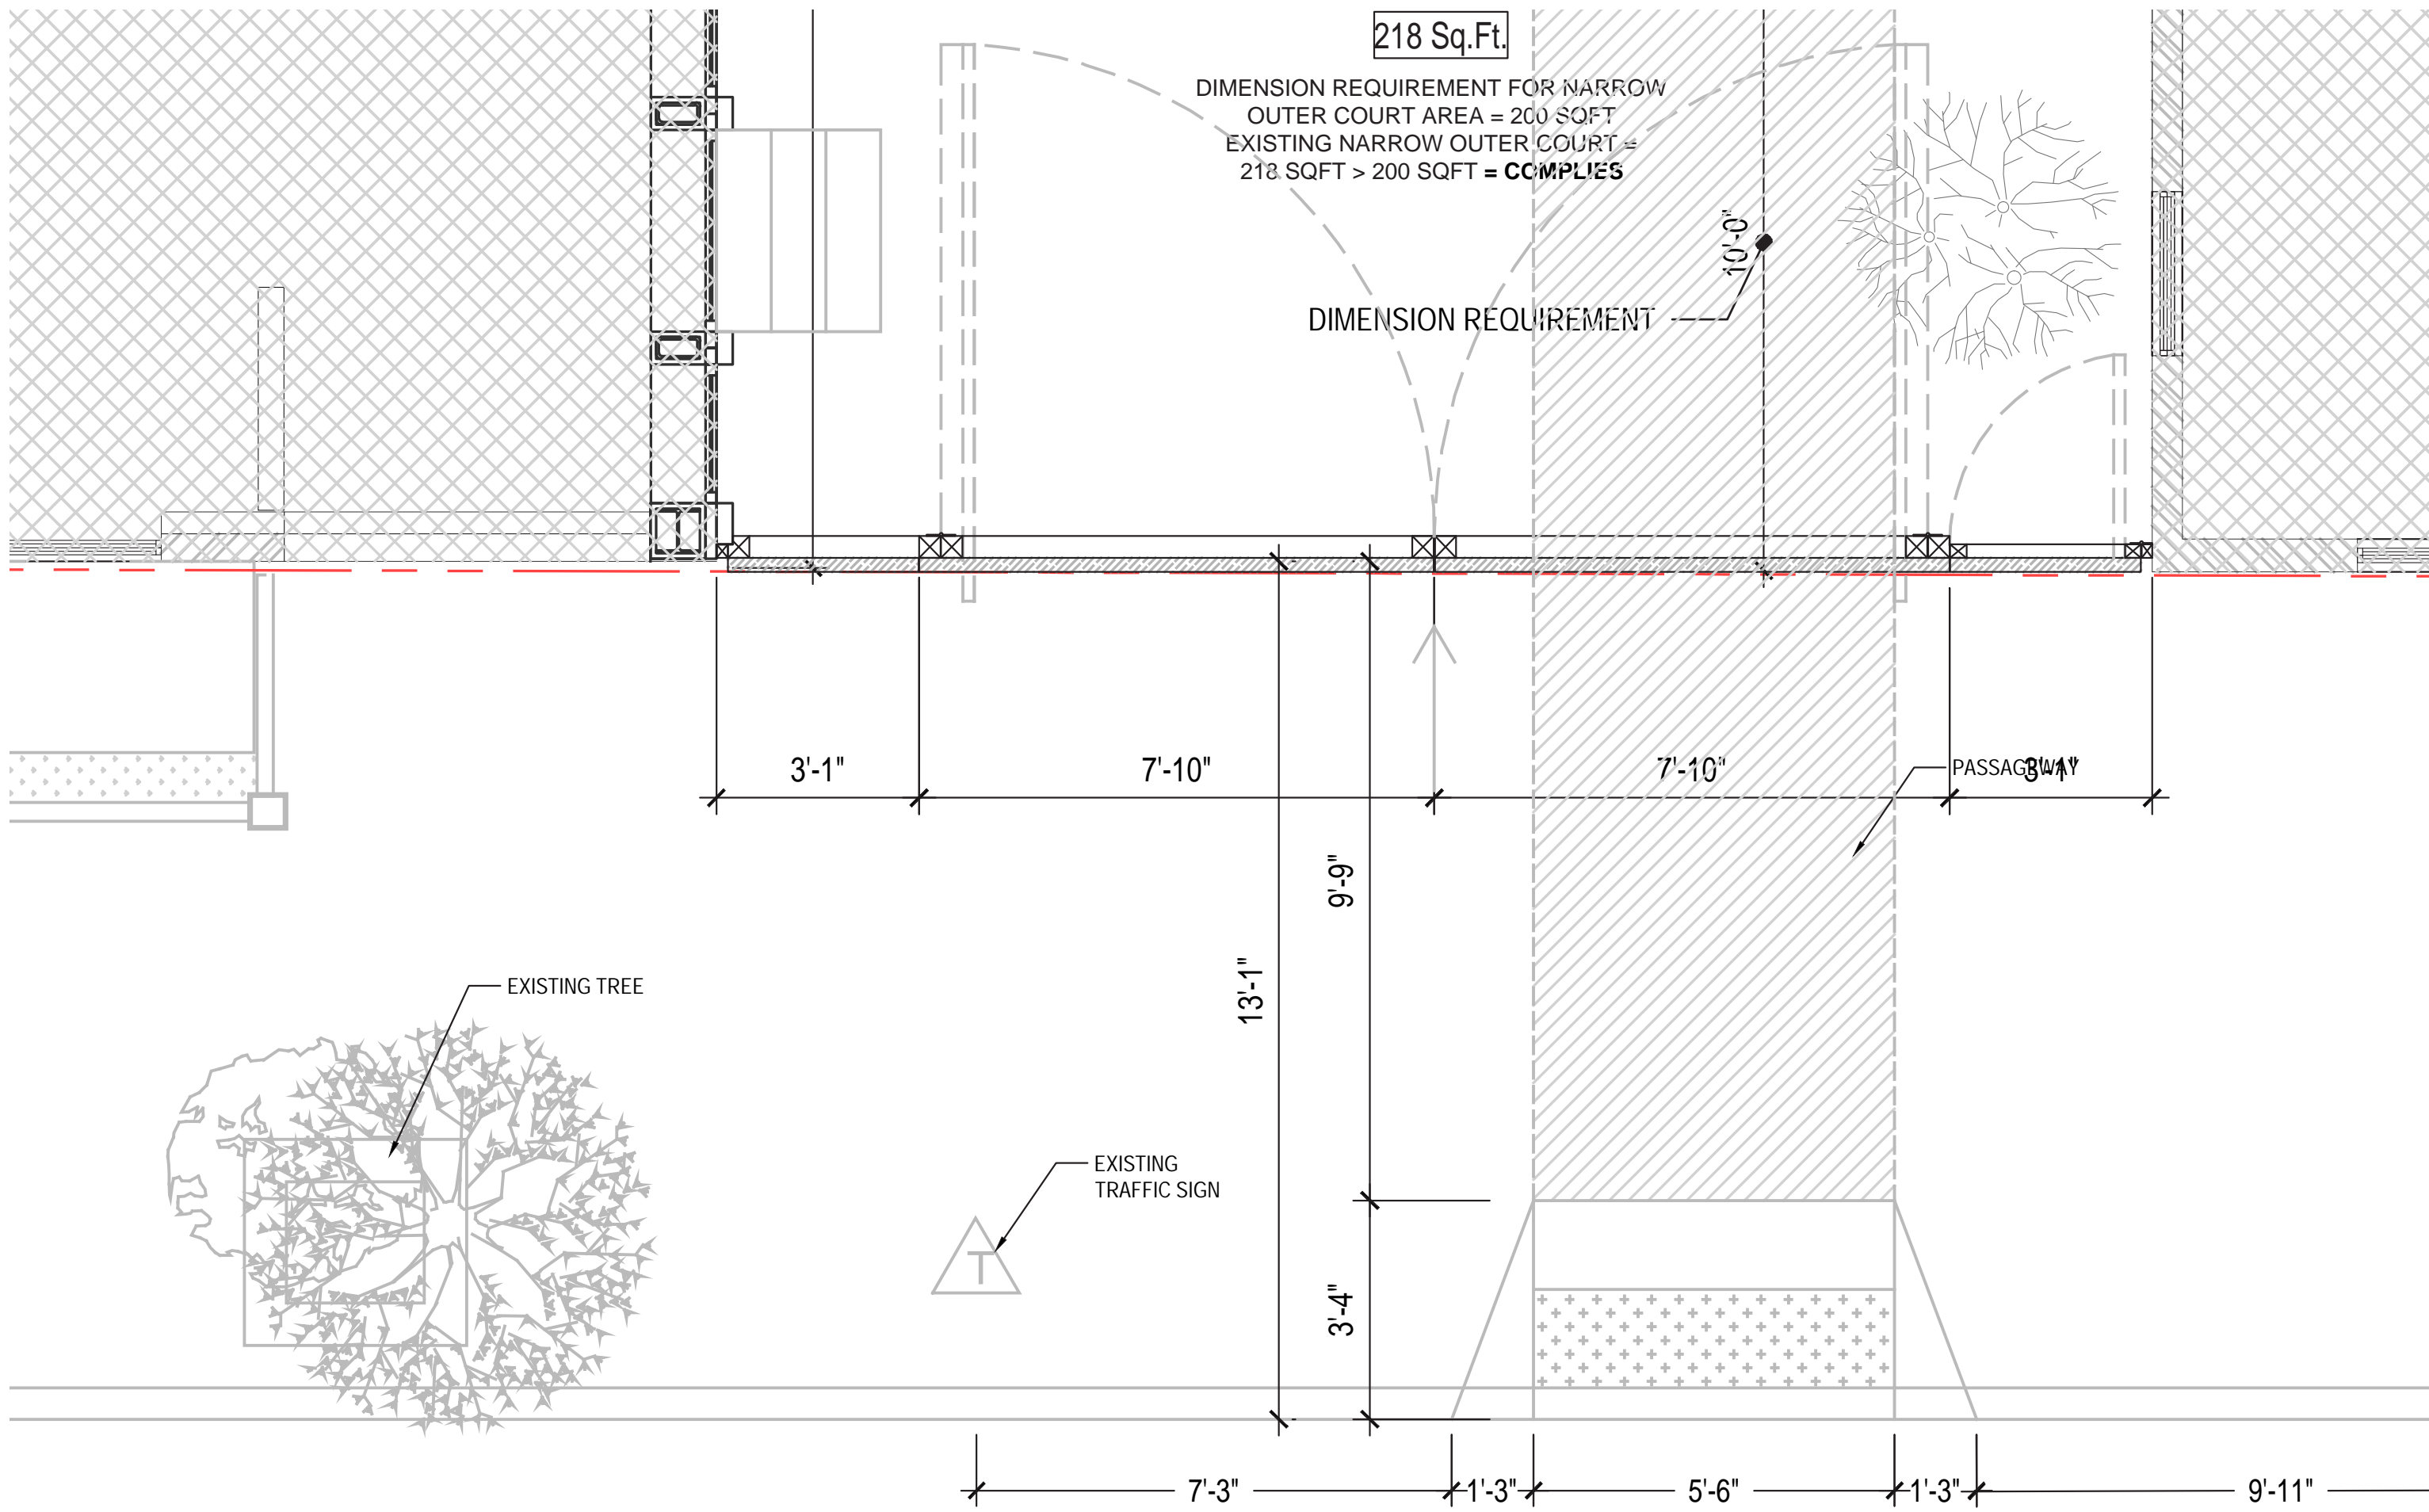 218 Sq.Ft.
DIMENSION REQUIREMENT FOR NARROW
OUTER COURT AREA = 200 SQFT
EXISTING NARROW OUTER COURT =
218 SQFT > 200 SQFT = COMPLIES
10'-0"
DIMENSION REQUIREMENT
3'-1"
7'-10"
7'-10"
PASSAGEWAY
3'-1"
9'-9"
13'-1"
EXISTING TREE
EXISTING
TRAFFIC SIGN
T
3'-4"
7'-3"
1'-3"
5'-6"
1'-3"
9'-11"